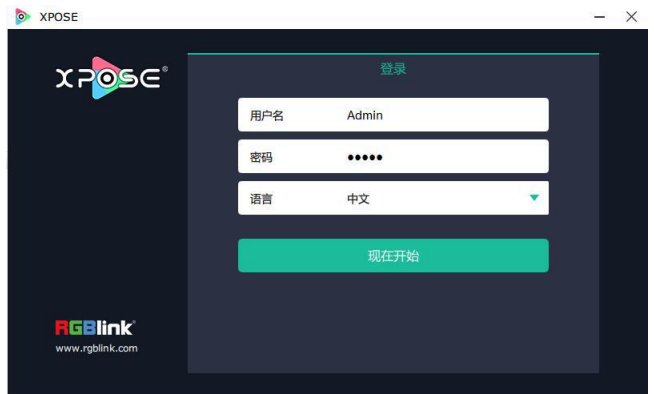 XPOSE
XPOSE®
登录
用户名 Admin
密码 •••••
语言 中文
现在开始
RGBlink®
www.rgblink.com